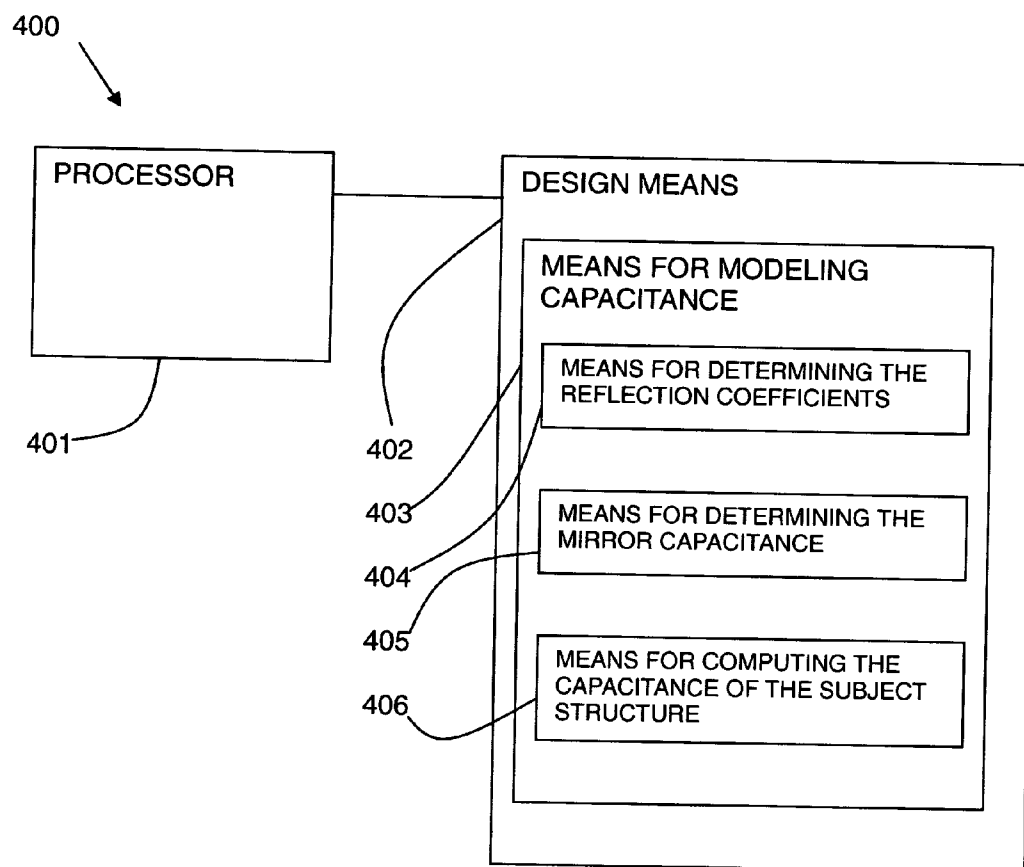 400
PROCESSOR
DESIGN MEANS
MEANS FOR MODELING
CAPACITANCE
MEANS FOR DETERMINING THE
REFLECTION COEFFICIENTS
401
402
403
MEANS FOR DETERMINING THE
MIRROR CAPACITANCE
404
405
MEANS FOR COMPUTING THE
CAPACITANCE OF THE SUBJECT
STRUCTURE
406